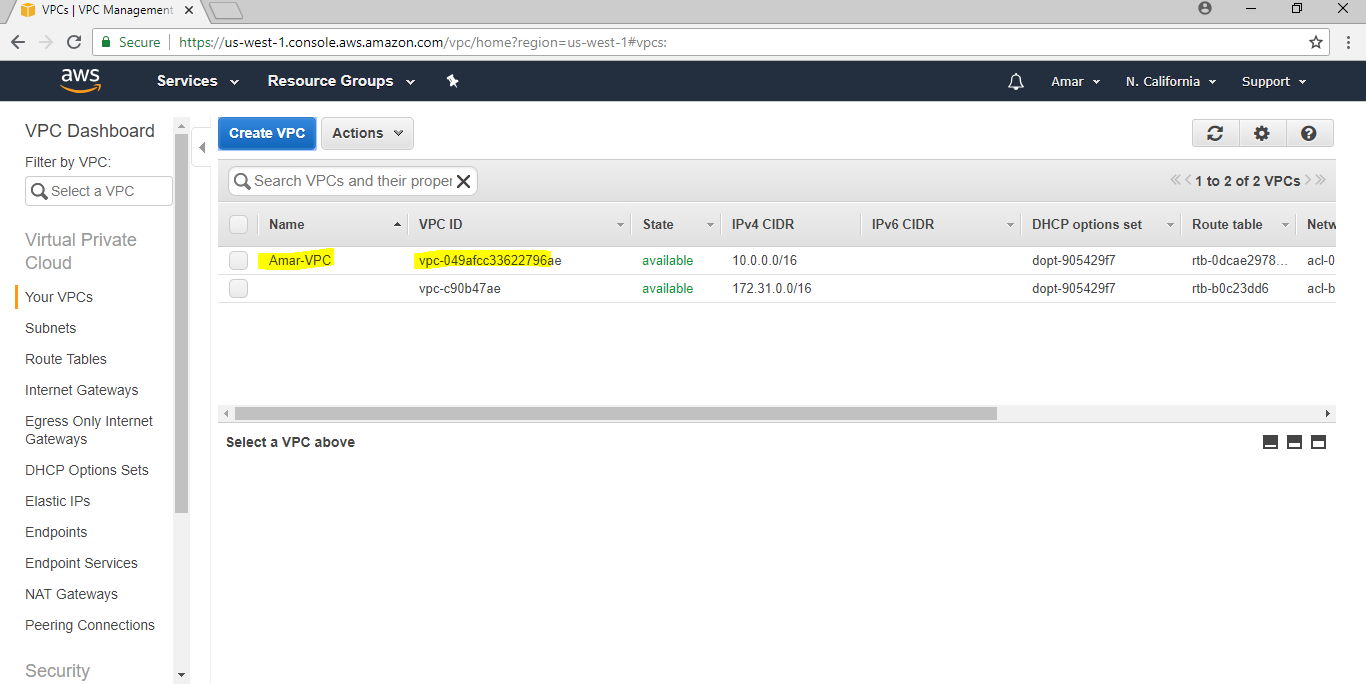 VPCs | VPC Management
Secure https://us-west-1.console.aws.amazon.com/vpc/home?region=us-west-1#vpcs:
aws Services Resource Groups Amar N. California Support
VPC Dashboard
Filter by VPC:
Select a VPC
Virtual Private
Cloud
Your VPCs
Subnets
Route Tables
Internet Gateways
Egress Only Internet
Gateways
DHCP Options Sets
Elastic IPs
Endpoints
Endpoint Services
NAT Gateways
Peering Connections
Security
Create VPC Actions
Search VPCs and their proper 1 to 2 of 2 VPCs
Name VPC ID State IPv4 CIDR IPv6 CIDR DHCP options set Route table Netw
Amar-VPC vpc-049afcc33622796ae available 10.0.0.0/16 dopt-905429f7 rtb-0dcae2978... acl-0
vpc-c90b47ae available 172.31.0.0/16 dopt-905429f7 rtb-b0c23dd6 acl-b
Select a VPC above